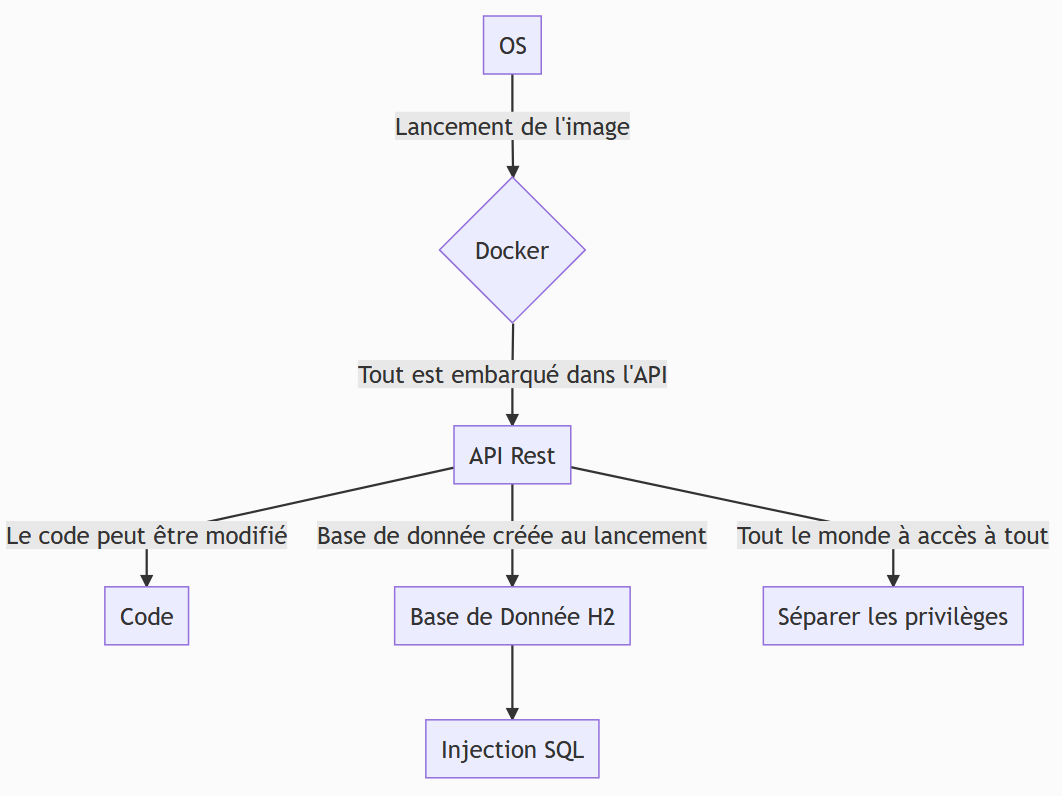 OS
Lancement de l'image
Docker
Tout est embarqué dans l'API
API Rest
Le code peut être modifié
Base de donnée créée au lancement
Tout le monde à accès à tout
Code
Base de Donnée H2
Séparer les privilèges
Injection SQL